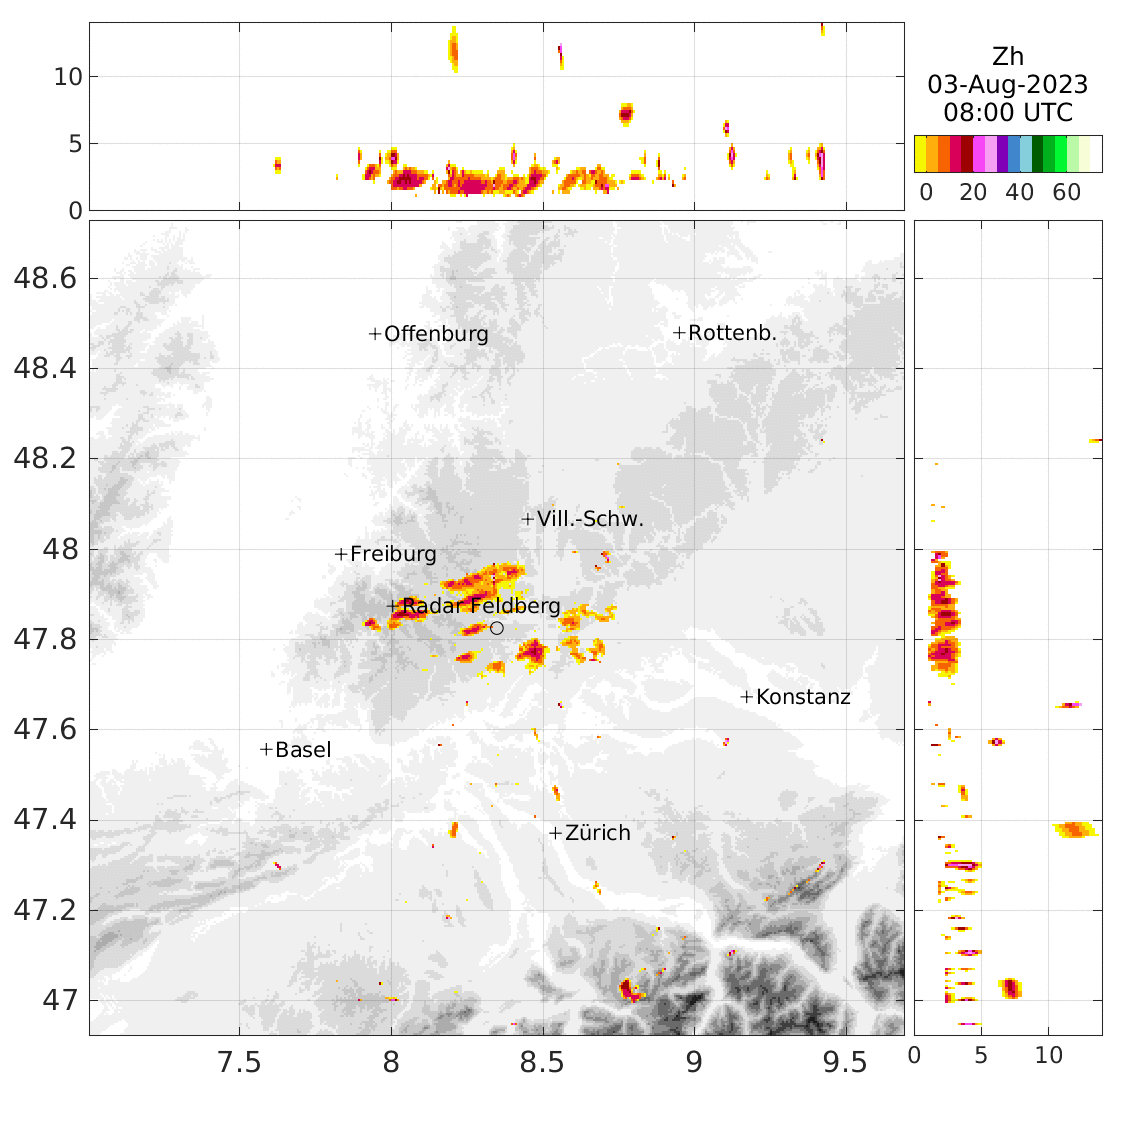 10
5
0
Zh
03-Aug-2023
08:00 UTC
0 20 40 60
48.6
48.4
48.2
48
47.8
47.6
47.4
47.2
47
+Offenburg
+Rottenb.
+Vill.-Schw.
+Freiburg
+Radar Feldberg
+Konstanz
+Basel
+Zürich
7.5 8 8.5 9 9.5
0 5 10